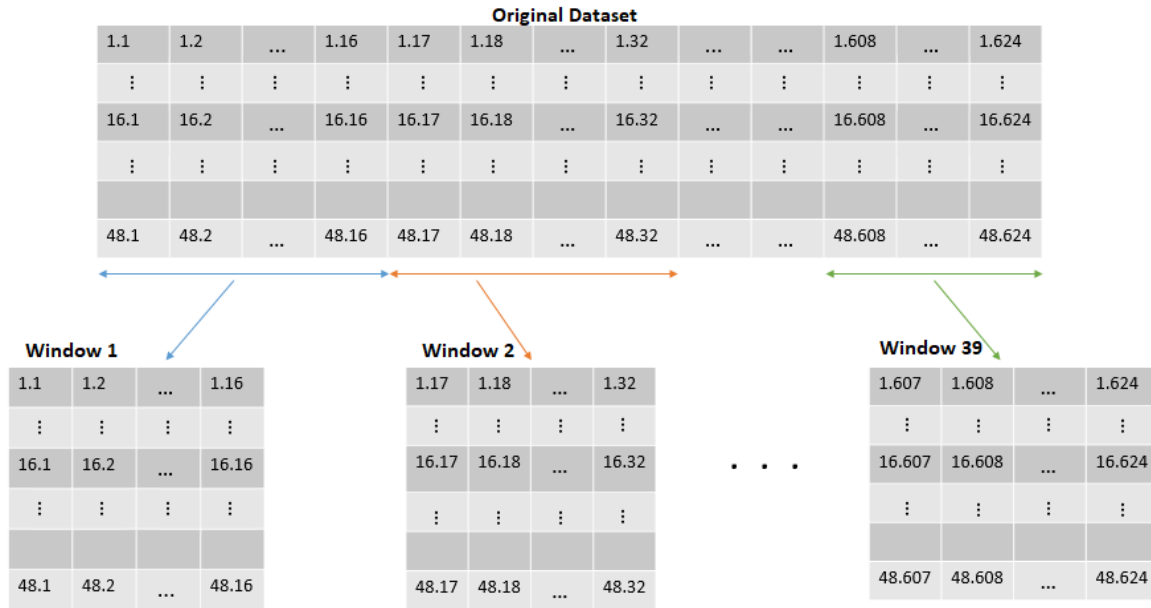 Original Dataset
1.1 1.2 ... 1.16 1.17 1.18 ... 1.32 ... ... 1.608 ... 1.624
⋮ ⋮ ⋮ ⋮ ⋮ ⋮ ⋮ ⋮ ⋮ ⋮ ⋮ ⋮ ⋮
16.1 16.2 ... 16.16 16.17 16.18 ... 16.32 ... ... 16.608 ... 16.624
⋮ ⋮ ⋮ ⋮ ⋮ ⋮ ⋮ ⋮ ⋮ ⋮ ⋮ ⋮ ⋮
48.1 48.2 ... 48.16 48.17 48.18 ... 48.32 ... ... 48.608 ... 48.624
Window 1
1.1 1.2 ... 1.16
⋮ ⋮ ⋮ ⋮
16.1 16.2 ... 16.16
⋮ ⋮ ⋮ ⋮
48.1 48.2 ... 48.16
Window 2
1.17 1.18 ... 1.32
⋮ ⋮ ⋮ ⋮
16.17 16.18 ... 16.32
⋮ ⋮ ⋮ ⋮
48.17 48.18 ... 48.32
. . .
Window 39
1.607 1.608 ... 1.624
⋮ ⋮ ⋮ ⋮
16.607 16.608 ... 16.624
⋮ ⋮ ⋮ ⋮
48.607 48.608 ... 48.624